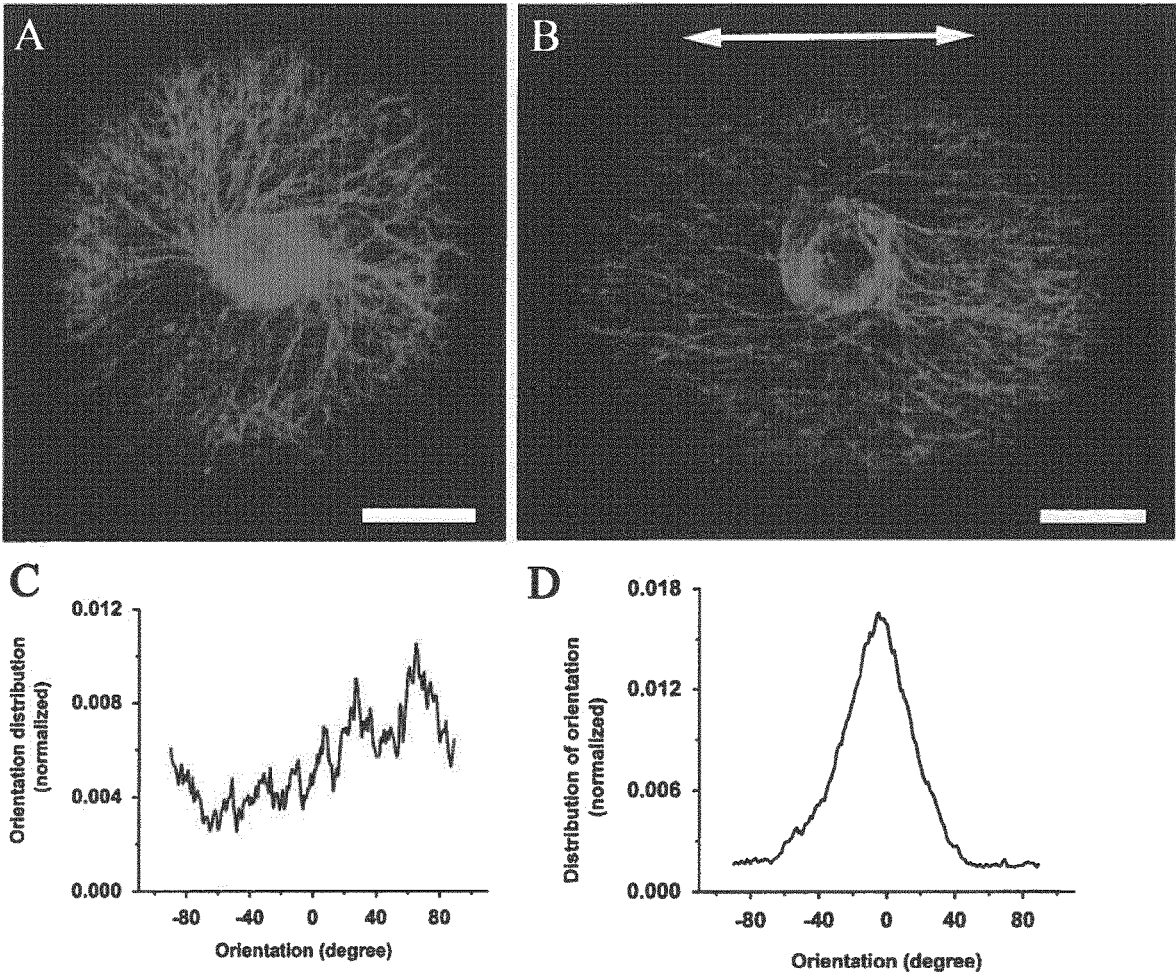 A
B
C
0.012
0.008
0.004
0.000
-80 -40 0 40 80
Orientation (degree)
Orientation distribution
(normalized)
D
0.018
0.012
0.006
0.000
-80 -40 0 40 80
Orientation (degree)
Distribution of orientation
(normalized)